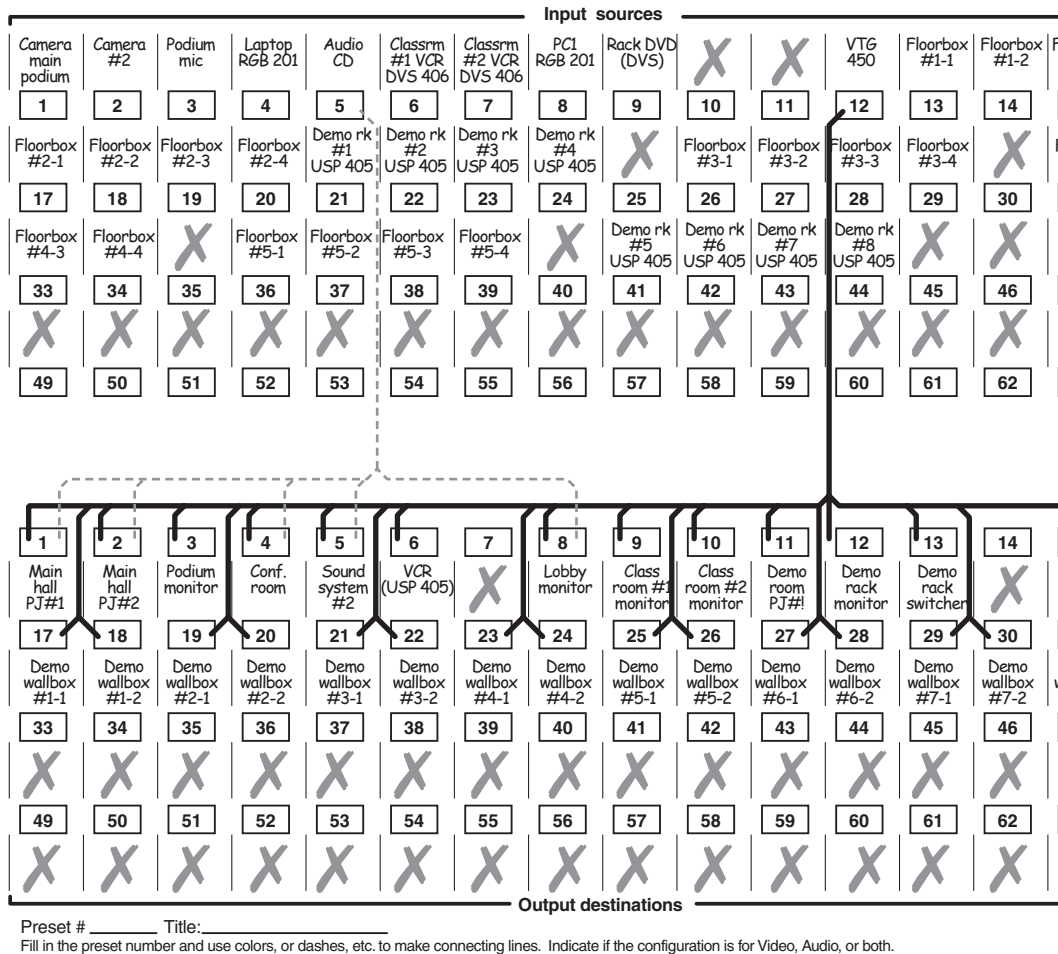 Input sources
Camera main podium
Camera #2
Podium mic
Laptop RGB 201
Audio CD
Classrm #1 VCR DVS 406
Classrm #2 VCR DVS 406
PC1 RGB 201
Rack DVD (DVS)
VTG 450
Floorbox #1-1
Floorbox #1-2
1 2 3 4 5 6 7 8 9 10 11 12 13 14
Floorbox #2-1
Floorbox #2-2
Floorbox #2-3
Floorbox #2-4
Demo rk #1 USP 405
Demo rk #2 USP 405
Demo rk #3 USP 405
Demo rk #4 USP 405
Floorbox #3-1
Floorbox #3-2
Floorbox #3-3
Floorbox #3-4
17 18 19 20 21 22 23 24 25 26 27 28 29 30
Floorbox #4-3
Floorbox #4-4
Floorbox #5-1
Floorbox #5-2
Floorbox #5-3
Floorbox #5-4
Demo rk #5 USP 405
Demo rk #6 USP 405
Demo rk #7 USP 405
Demo rk #8 USP 405
33 34 35 36 37 38 39 40 41 42 43 44 45 46
49 50 51 52 53 54 55 56 57 58 59 60 61 62
1 2 3 4 5 6 7 8 9 10 11 12 13 14
Main hall PJ#1
Main hall PJ#2
Podium monitor
Conf. room
Sound system #2
VCR (USP 405)
Lobby monitor
Class room #1 monitor
Class room #2 monitor
Demo room PJ#!
Demo rack monitor
Demo rack switcher
17 18 19 20 21 22 23 24 25 26 27 28 29 30
Demo wallbox #1-1
Demo wallbox #1-2
Demo wallbox #2-1
Demo wallbox #2-2
Demo wallbox #3-1
Demo wallbox #3-2
Demo wallbox #4-1
Demo wallbox #4-2
Demo wallbox #5-1
Demo wallbox #5-2
Demo wallbox #6-1
Demo wallbox #6-2
Demo wallbox #7-1
Demo wallbox #7-2
33 34 35 36 37 38 39 40 41 42 43 44 45 46
49 50 51 52 53 54 55 56 57 58 59 60 61 62
Output destinations
Preset # Title:
Fill in the preset number and use colors, or dashes, etc. to make connecting lines. Indicate if the configuration is for Video, Audio, or both.